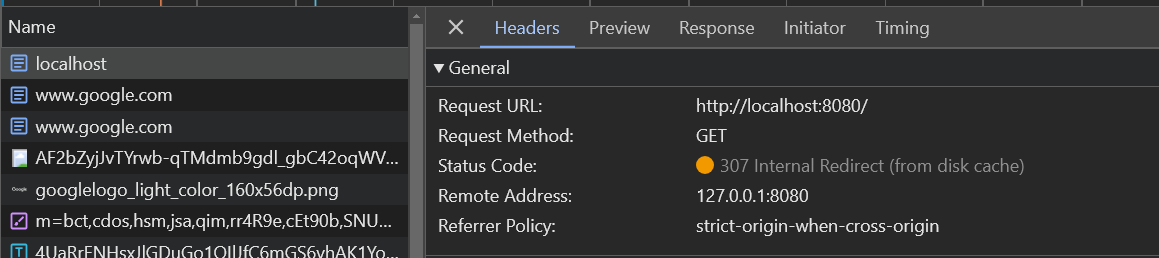 Name
localhost
www.google.com
www.google.com
AF2bZyjJvTYrwb-qTMdmb9gdl_gbC42oqWV...
googlelogo_light_color_160x56dp.png
m=bct,cdos,hsm,jsa,qim,rr4R9e,cEt90b,SNU...
Headers Preview Response Initiator Timing
General
Request URL: http://localhost:8080/
Request Method: GET
Status Code: 307 Internal Redirect (from disk cache)
Remote Address: 127.0.0.1:8080
Referrer Policy: strict-origin-when-cross-origin